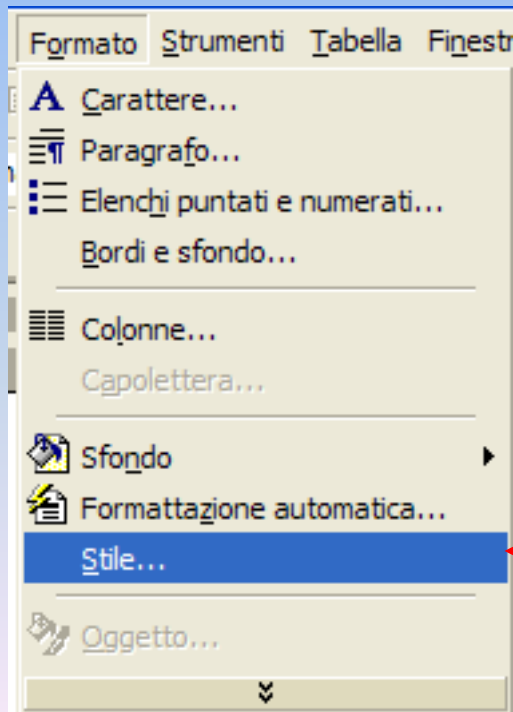 Formato Strumenti Tabella Finestr
Carattere...
Paragrafo...
Elenchi puntati e numerati...
Bordi e sfondo...
Colonne...
Capolettera...
Sfondo
Formattazione automatica...
Stile...
Oggetto...